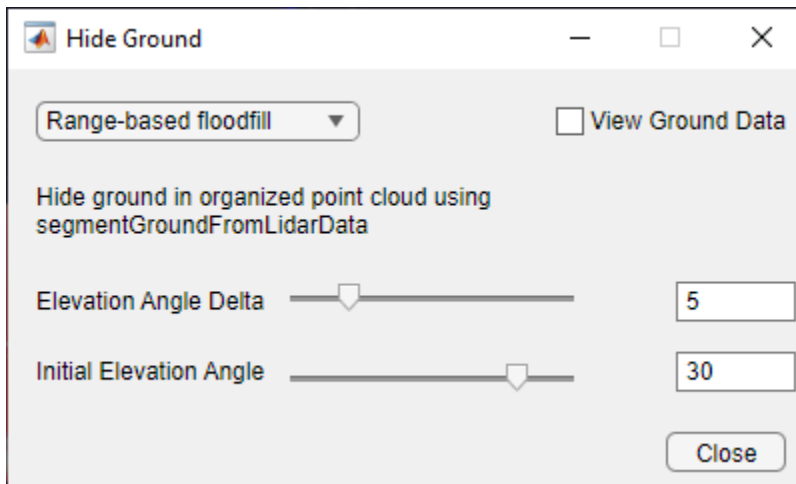 Hide Ground
Range-based floodfill
View Ground Data
Hide ground in organized point cloud using
segmentGroundFromLidarData
Elevation Angle Delta
5
Initial Elevation Angle
30
Close